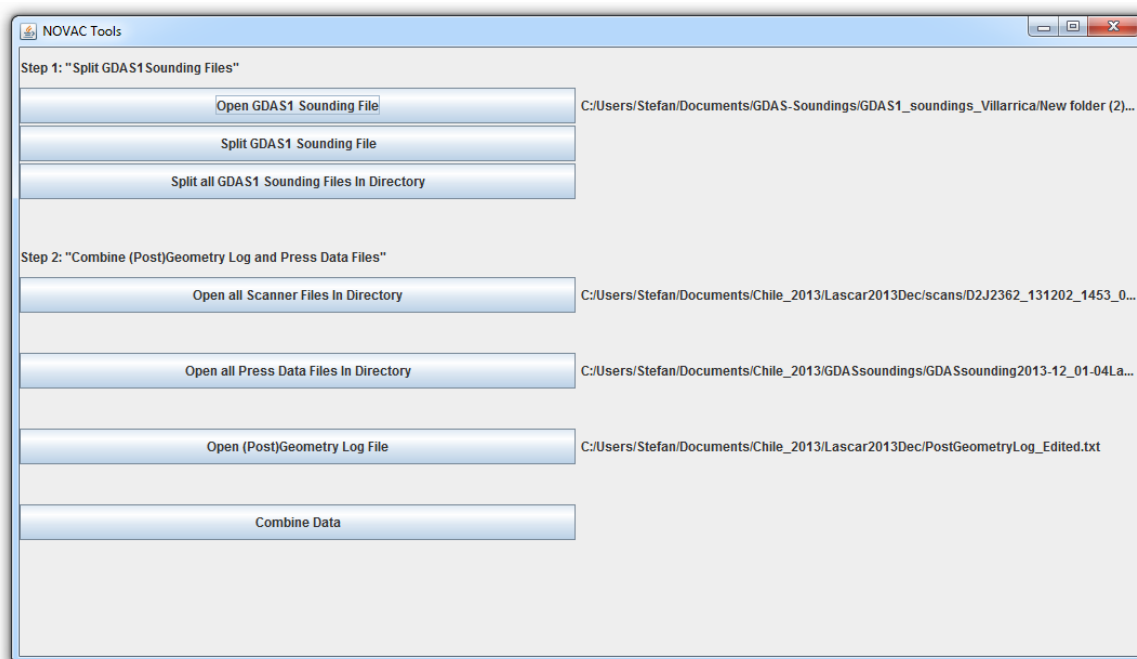 NOVAC Tools
Step 1: "Split GDAS1Sounding Files"
Open GDAS1 Sounding File C:/Users/Stefan/Documents/GDAS-Soundings/GDAS1_soundings_Villarrica/New folder (2)...
Split GDAS1 Sounding File
Split all GDAS1 Sounding Files In Directory
Step 2: "Combine (Post)Geometry Log and Press Data Files"
Open all Scanner Files In Directory C:/Users/Stefan/Documents/Chile_2013/Lascar2013Dec/scans/D2J2362_131202_1453_0...
Open all Press Data Files In Directory C:/Users/Stefan/Documents/Chile_2013/GDASsoundings/GDASsounding2013-12_01-04La...
Open (Post)Geometry Log File C:/Users/Stefan/Documents/Chile_2013/Lascar2013Dec/PostGeometryLog_Edited.txt
Combine Data